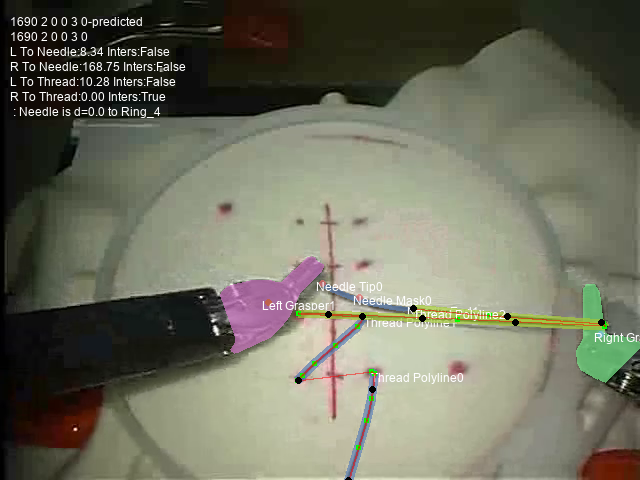 1690 2 0 0 3 0-predicted
1690 2 0 0 3 0
L To Needle:8.34 Inters:False
R To Needle:168.75 Inters:False
L To Thread:10.28 Inters:False
R To Thread:0.00 Inters:True
: Needle is d=0.0 to Ring_4
Needle Tip0
Left Grasper1
Needle Mask0
Thread Polyline2
Thread Polyline1
Right Gr
Thread Polyline0